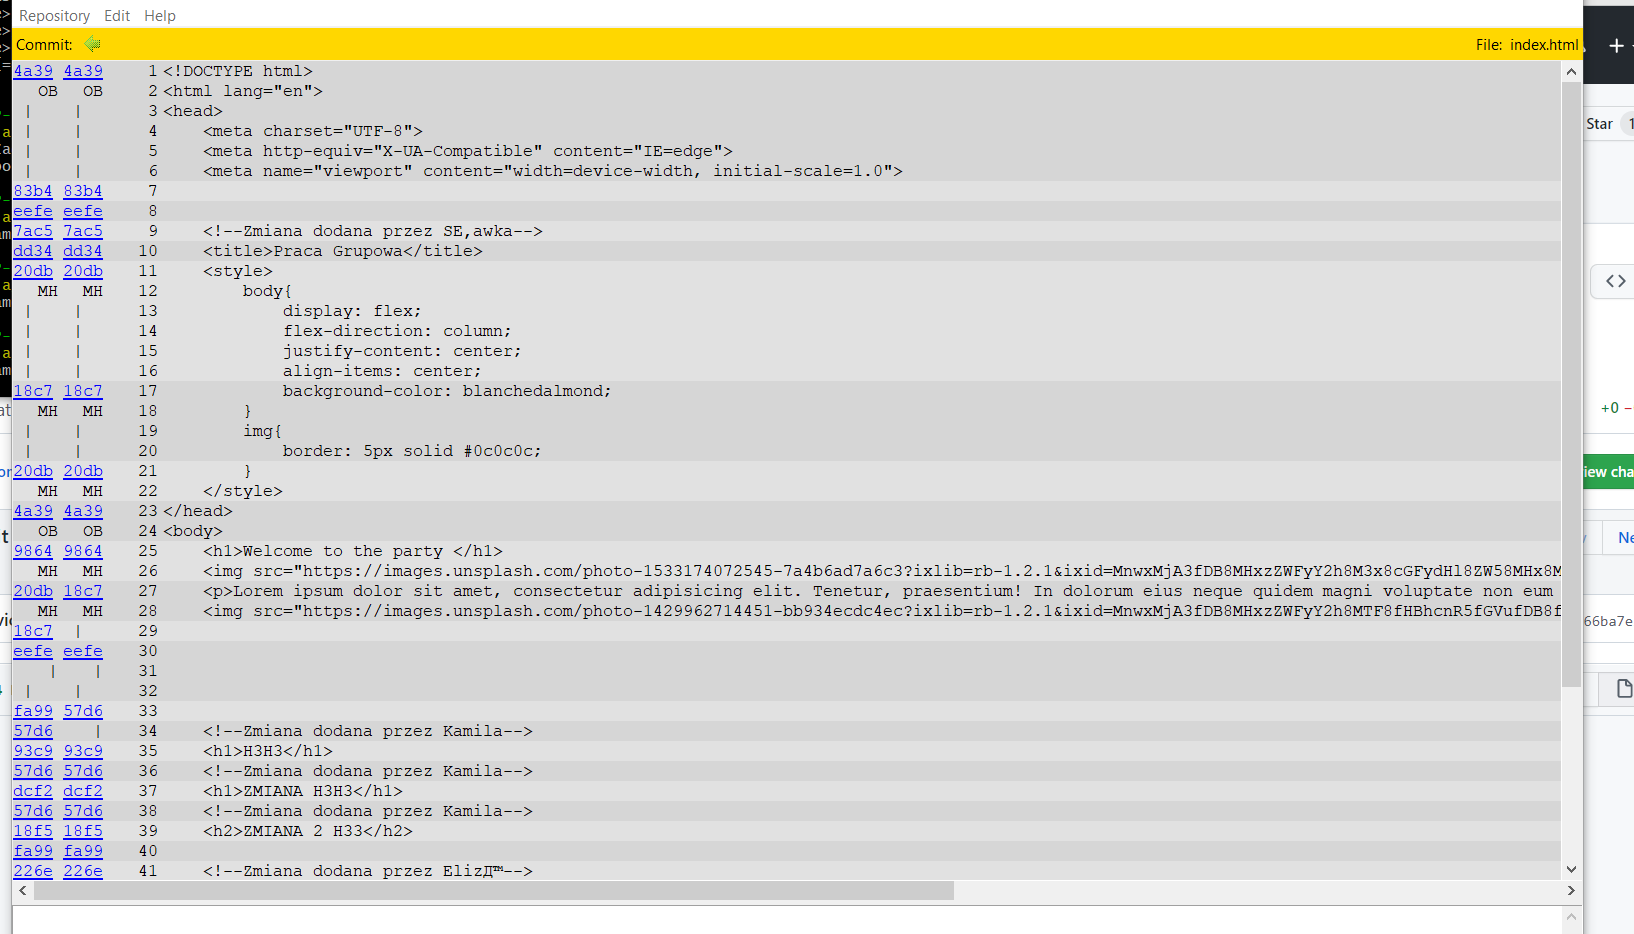 Repository Edit Help
Commit: File: index.html
4a39 4a39 1 <!DOCTYPE html>
OB OB 2 <html lang="en">
| | 3 <head>
| | 4 <meta charset="UTF-8">
| | 5 <meta http-equiv="X-UA-Compatible" content="IE=edge">
| | 6 <meta name="viewport" content="width=device-width, initial-scale=1.0">
83b4 83b4 7
eefe eefe 8
7ac5 7ac5 9 <!--Zmiana dodana przez SE,awka-->
dd34 dd34 10 <title>Praca Grupowa</title>
20db 20db 11 <style>
MH MH 12 body{
| | 13 display: flex;
| | 14 flex-direction: column;
| | 15 justify-content: center;
| | 16 align-items: center;
18c7 18c7 17 background-color: blanchedalmond;
MH MH 18 }
| | 19 img{
| | 20 border: 5px solid #0c0c0c;
20db 20db 21 }
MH MH 22 </style>
4a39 4a39 23 </head>
OB OB 24 <body>
9864 9864 25 <h1>Welcome to the party </h1>
MH MH 26 <img src="https://images.unsplash.com/photo-1533174072545-7a4b6ad7a6c3?ixlib=rb-1.2.1&ixid=MnwxMjA3fDB8MHxzZWFyY2h8M3x8cGFydHl8ZW58MHx8M
20db 18c7 27 <p>Lorem ipsum dolor sit amet, consectetur adipisicing elit. Tenetur, praesentium! In dolorum eius neque quidem magni voluptate non eum
MH MH 28 <img src="https://images.unsplash.com/photo-1429962714451-bb934ecdc4ec?ixlib=rb-1.2.1&ixid=MnwxMjA3fDB8MHxzZWFyY2h8MTF8fHBhcnR5fGVufDB8f
18c7 | 29
eefe eefe 30
| | 31
| | 32
fa99 57d6 33
57d6 | 34 <!--Zmiana dodana przez Kamila-->
93c9 93c9 35 <h1>H3H3</h1>
57d6 57d6 36 <!--Zmiana dodana przez Kamila-->
dcf2 dcf2 37 <h1>ZMIANA H3H3</h1>
57d6 57d6 38 <!--Zmiana dodana przez Kamila-->
18f5 18f5 39 <h2>ZMIANA 2 H33</h2>
fa99 fa99 40
226e 226e 41 <!--Zmiana dodana przez ElizД™-->
Star 1
<>
+0 −
iew cha
Ne
66ba7e